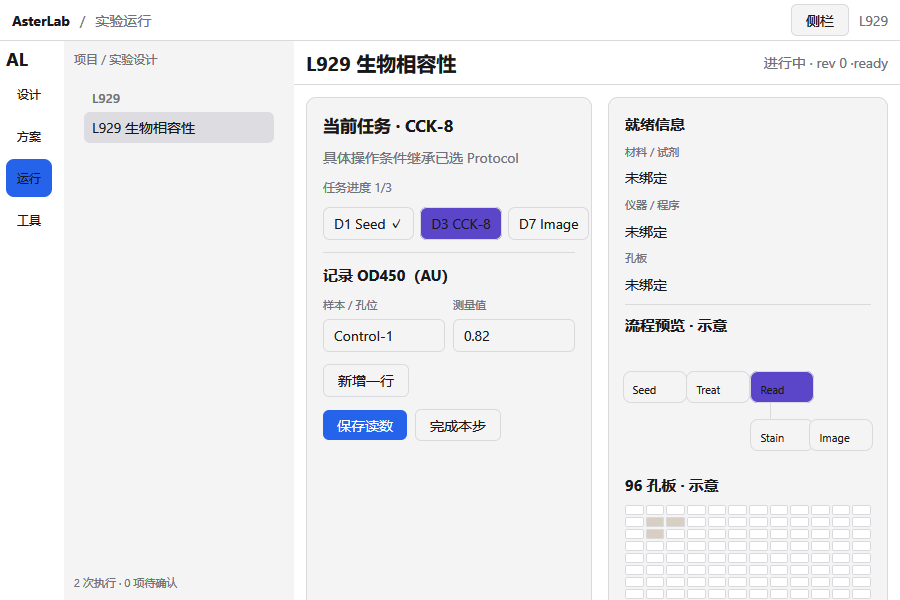 AsterLab / 实验运行
侧栏 L929
AL
设计
方案
运行
工具
项目 / 实验设计
L929
L929 生物相容性
2 次执行 · 0 项待确认
L929 生物相容性
进行中 · rev 0 ·ready
当前任务 · CCK-8
具体操作条件继承已选 Protocol
任务进度 1/3
D1 Seed ✓ D3 CCK-8 D7 Image
记录 OD450（AU）
样本 / 孔位 测量值
Control-1 0.82
新增一行
保存读数 完成本步
就绪信息
材料 / 试剂
未绑定
仪器 / 程序
未绑定
孔板
未绑定
流程预览 · 示意
Seed Treat Read
Stain Image
96 孔板 · 示意